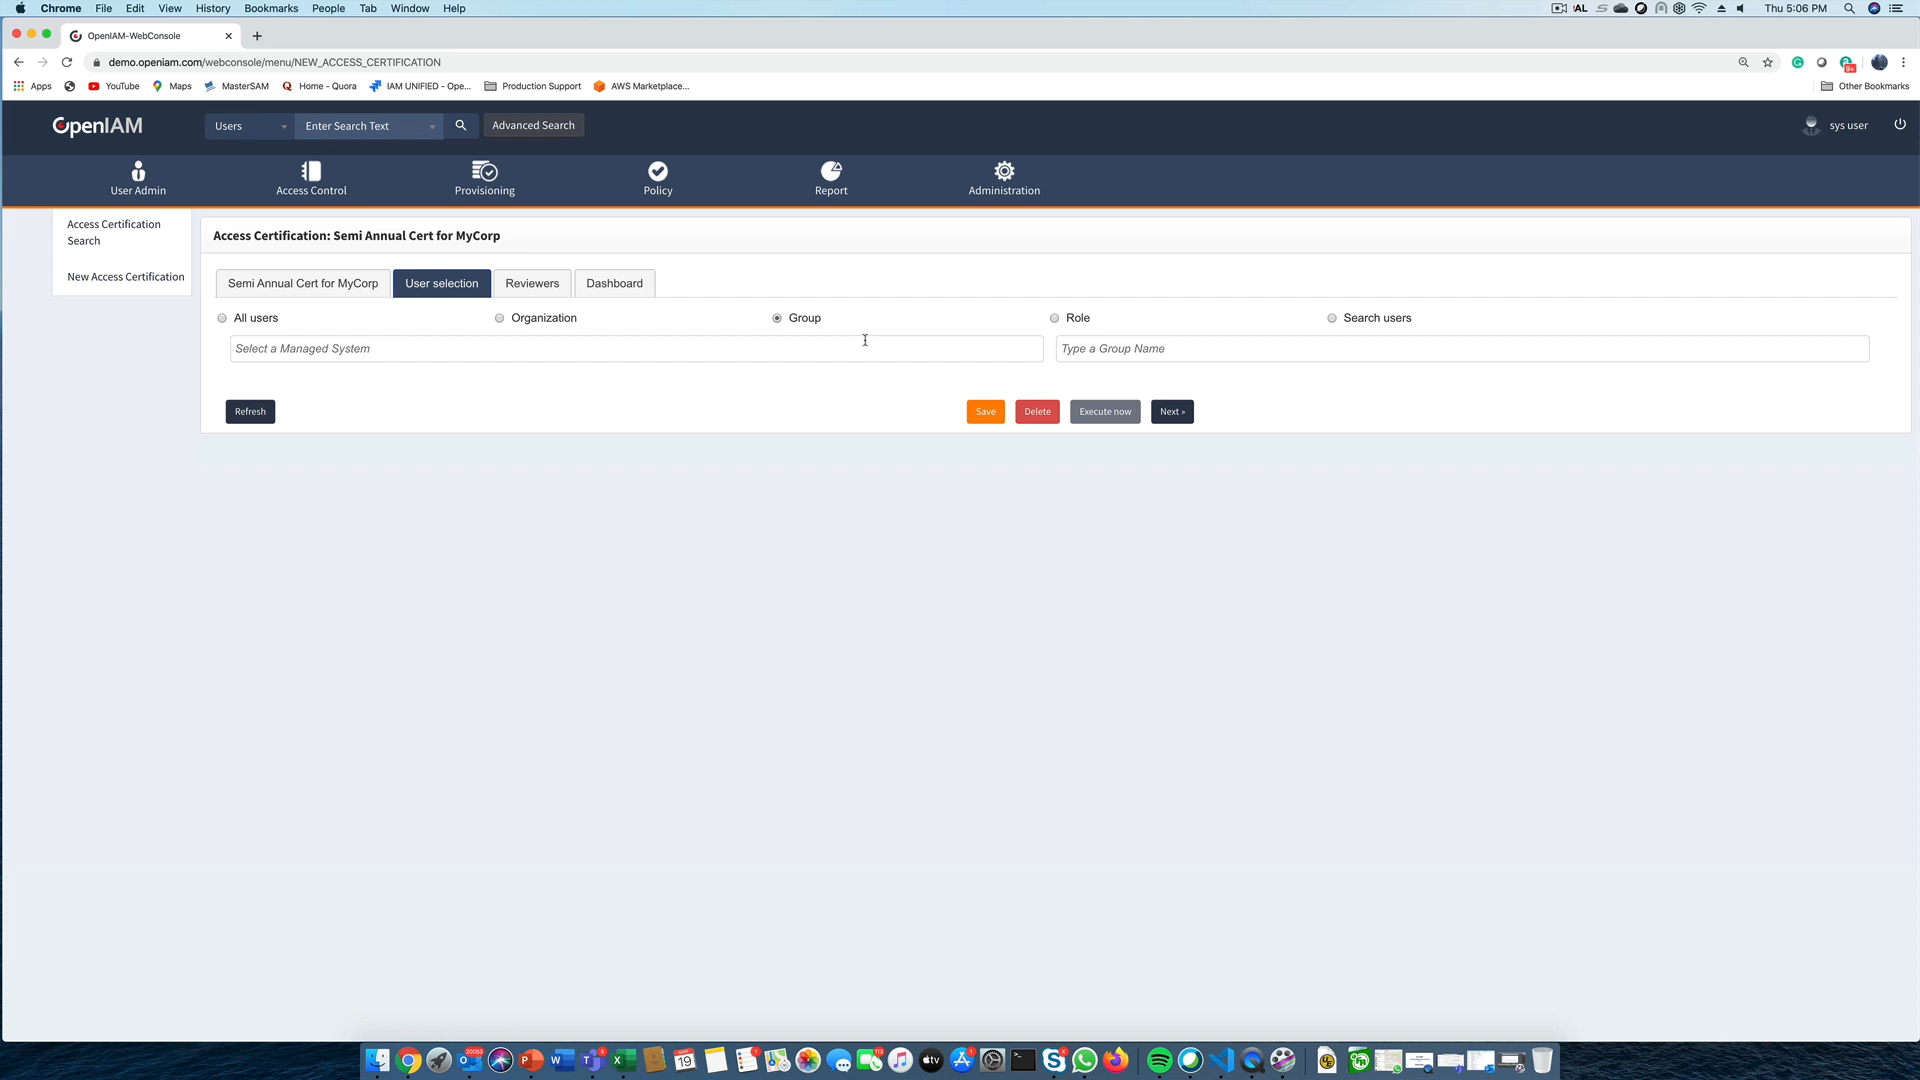 Chrome File Edit View History Bookmarks People Tab Window Help
AL Thu 5:06 PM
OpenIAM-WebConsole
demo.openiam.com/webconsole/menu/NEW_ACCESS_CERTIFICATION
Apps YouTube Maps MasterSAM Home - Quora IAM UNIFIED - Ope... Production Support AWS Marketplace... Other Bookmarks
OpenIAM Users Enter Search Text Advanced Search sys user
User Admin Access Control Provisioning Policy Report Administration
Access Certification
Search
New Access Certification
Access Certification: Semi Annual Cert for MyCorp
Semi Annual Cert for MyCorp User selection Reviewers Dashboard
All users Organization Group Role Search users
Select a Managed System Type a Group Name
Refresh Save Delete Execute now Next »